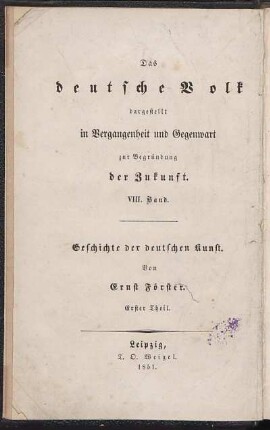 Das
deutsche Volk
dargestellt
in Vergangenheit und Gegenwart
zur Begründung
der Zukunft.
VIII. Band.
Geschichte der deutschen Kunst.
Von
Ernst Förster.
Erster Theil.
Leipzig,
T. O. Weigel.
1851.